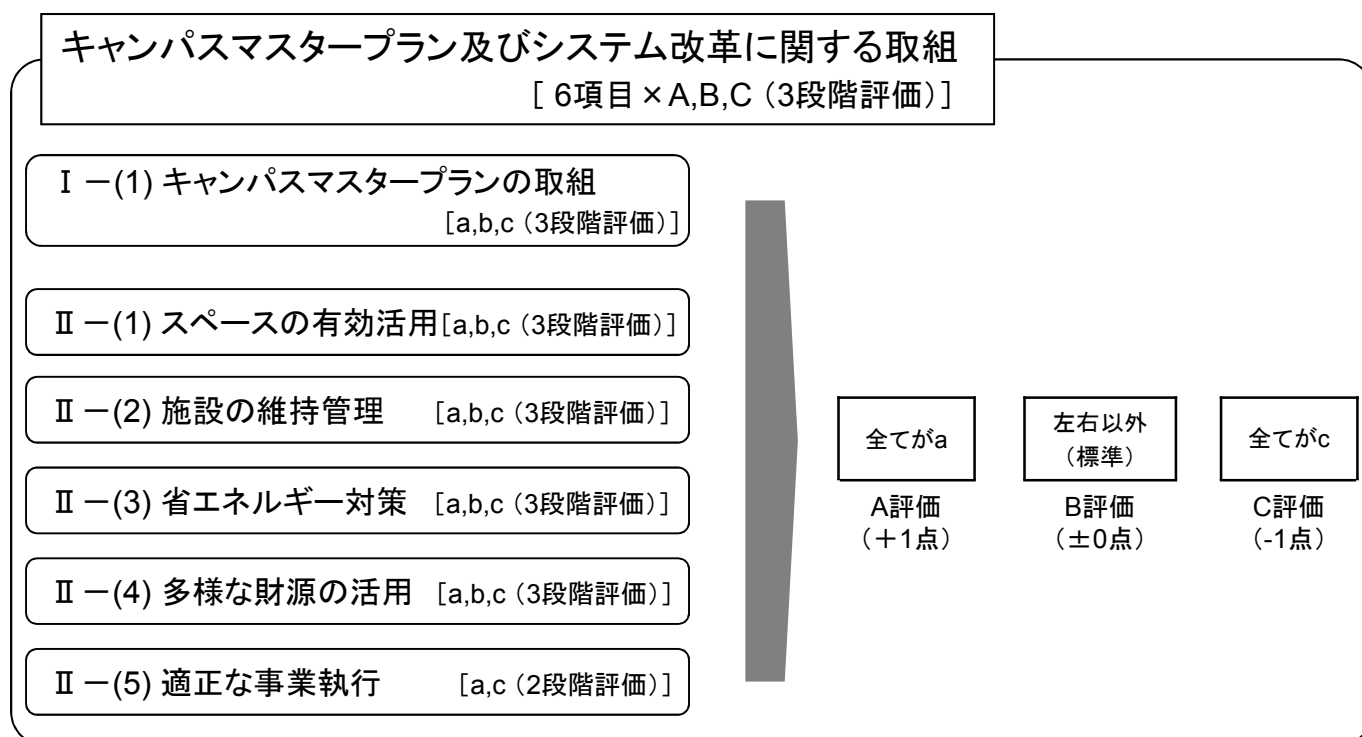 キャンパスマスタープラン及びシステム改革に関する取組
[ 6項目×A,B,C（3段階評価）]
Ⅰ－(1) キャンパスマスタープランの取組
[a,b,c（3段階評価）]
Ⅱ－(1) スペースの有効活用[a,b,c（3段階評価）]
Ⅱ－(2) 施設の維持管理 [a,b,c（3段階評価）]
Ⅱ－(3) 省エネルギー対策 [a,b,c（3段階評価）]
Ⅱ－(4) 多様な財源の活用 [a,b,c（3段階評価）]
Ⅱ－(5) 適正な事業執行 [a,c（2段階評価）]
全てがa
A評価
（＋1点）
左右以外
（標準）
B評価
（±0点）
全てがc
C評価
（-1点）